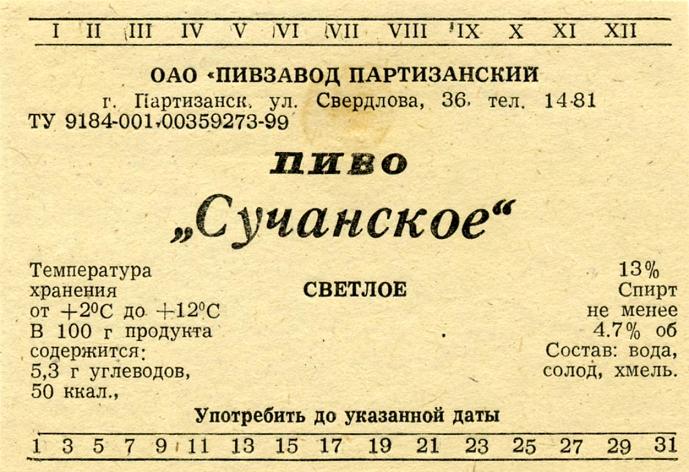 I II III IV V VI VII VIII IX X XI XII
ОАО «ПИВЗАВОД ПАРТИЗАНСКИЙ
г. Партизанск, ул. Свердлова, 36, тел. 14-81
ТУ 9184-001-00359273-99
ПИВО
„Сучанское“
Температура
хранения
от +2°С до +12°С
В 100 г продукта
содержится:
5,3 г углеводов,
50 ккал.,
СВЕТЛОЕ
13%
Спирт
не менее
4.7% об
Состав: вода,
солод, хмель.
Употребить до указанной даты
1 3 5 7 9 11 13 15 17 19 21 23 25 27 29 31